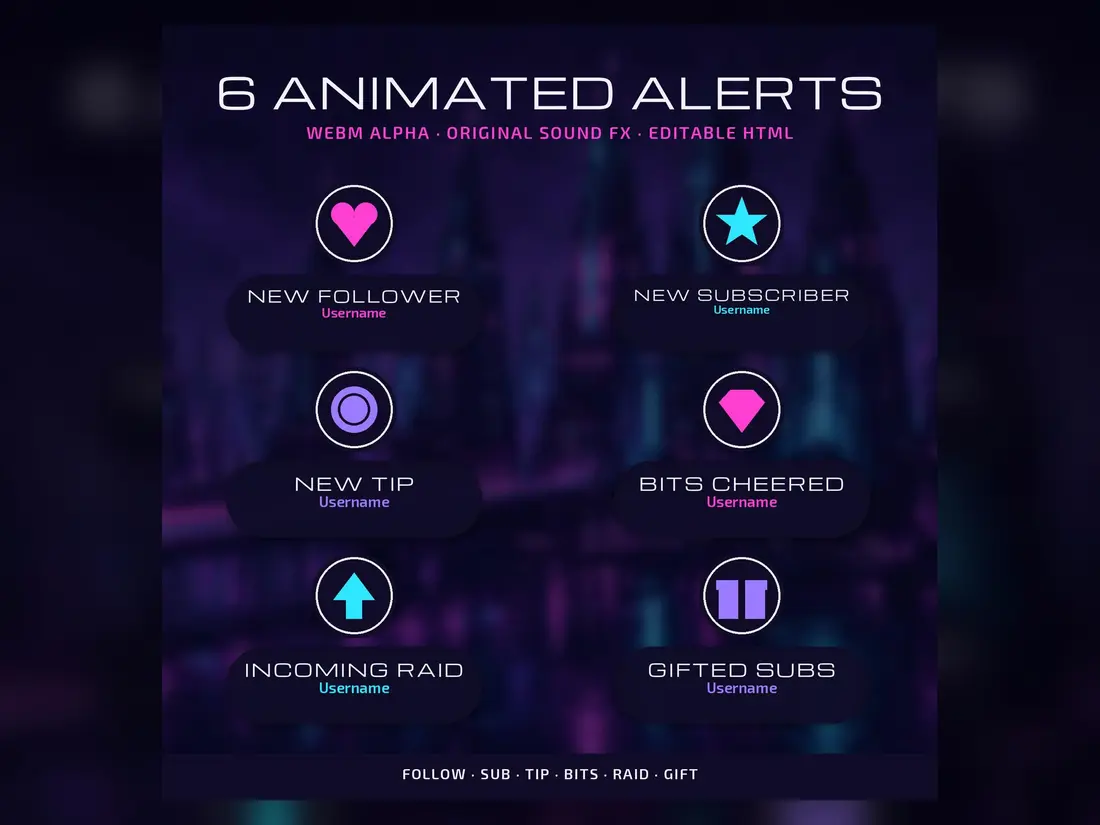 6 ANIMATED ALERTS
WEBM ALPHA · ORIGINAL SOUND FX · EDITABLE HTML
NEW FOLLOWER
Username
NEW SUBSCRIBER
Username
NEW TIP
Username
BITS CHEERED
Username
INCOMING RAID
Username
GIFTED SUBS
Username
FOLLOW · SUB · TIP · BITS · RAID · GIFT